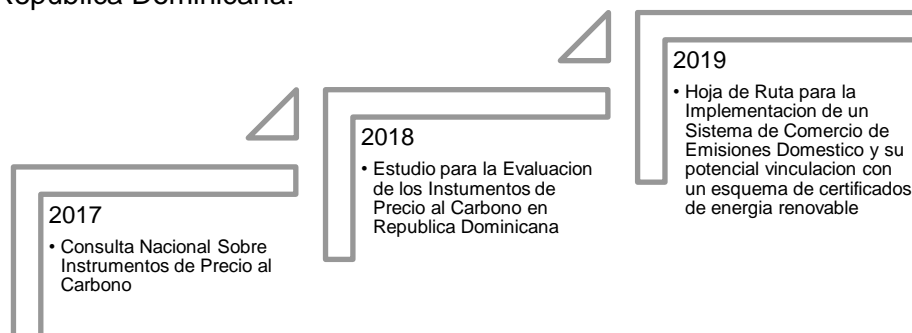 Republica Dominicana.
2017
• Consulta Nacional Sobre
Instrumentos de Precio al
Carbono
2018
• Estudio para la Evaluacion
de los Instumentos de
Precio al Carbono en
Republica Dominicana
2019
• Hoja de Ruta para la
Implementacion de un
Sistema de Comercio de
Emisiones Domestico y su
potencial vinculacion con
un esquema de certificados
de energia renovable